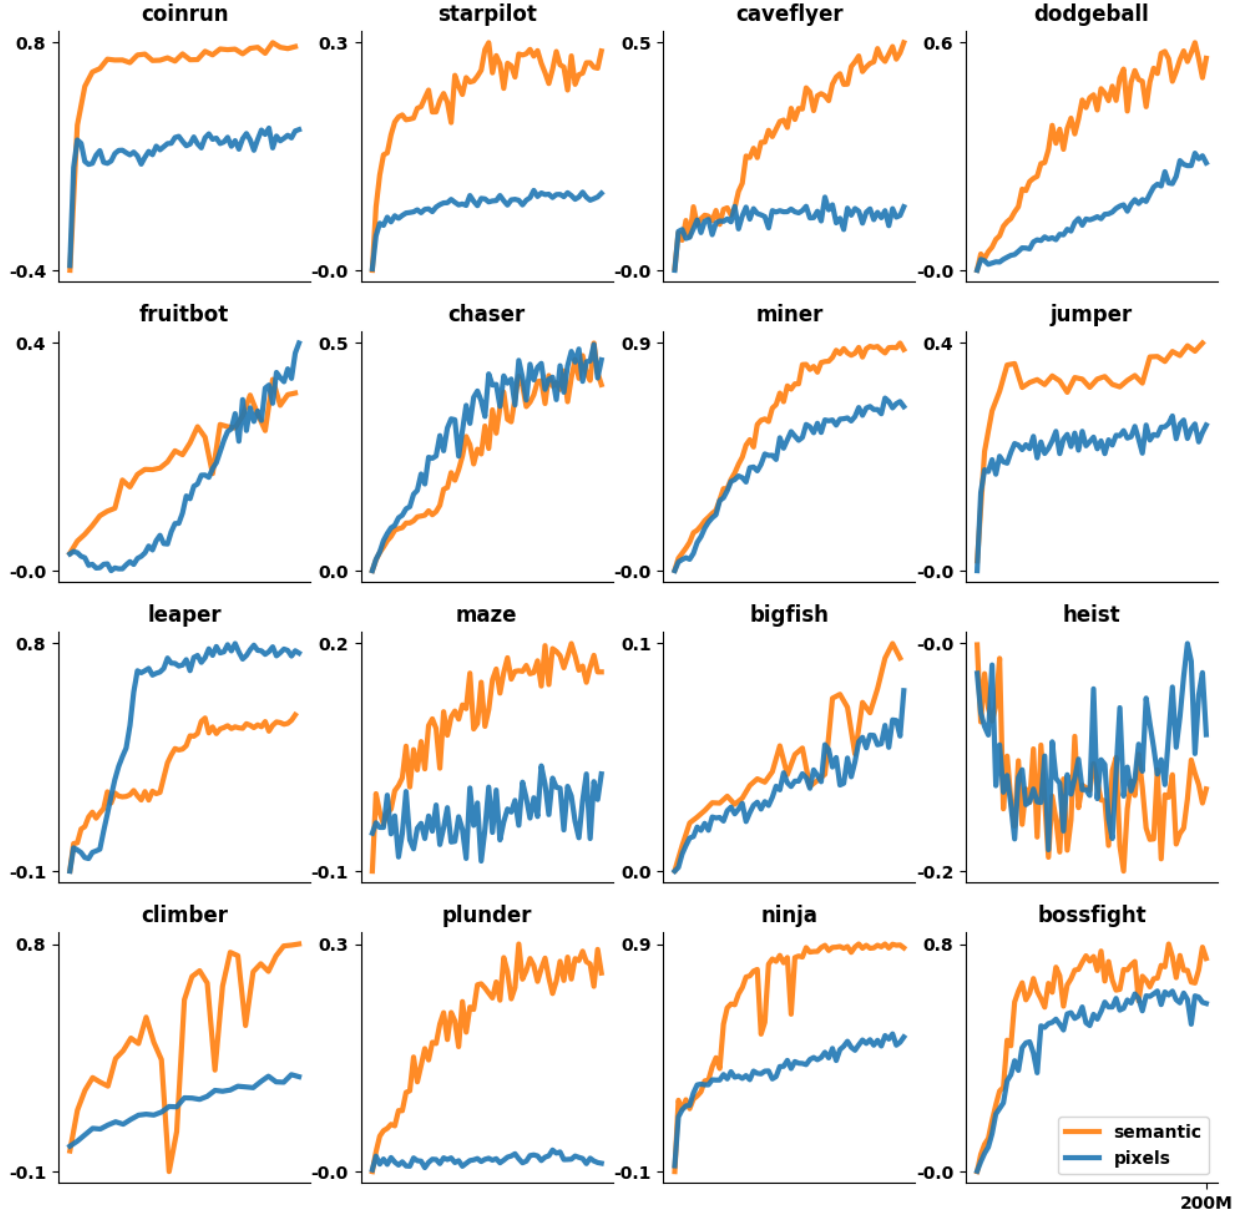 coinrun starpilot caveflyer dodgeball
0.8 0.3 0.5 0.6
-0.4 -0.0 -0.0 -0.0
fruitbot chaser miner jumper
0.4 0.5 0.9 0.4
-0.0 0.0 -0.0 -0.0
leaper maze bigfish heist
0.8 0.2 0.1 -0.0
-0.1 -0.1 0.0 -0.2
climber plunder ninja bossfight
0.8 0.3 0.9 0.8
semantic
pixels
-0.1 -0.0 -0.1 -0.0
200M